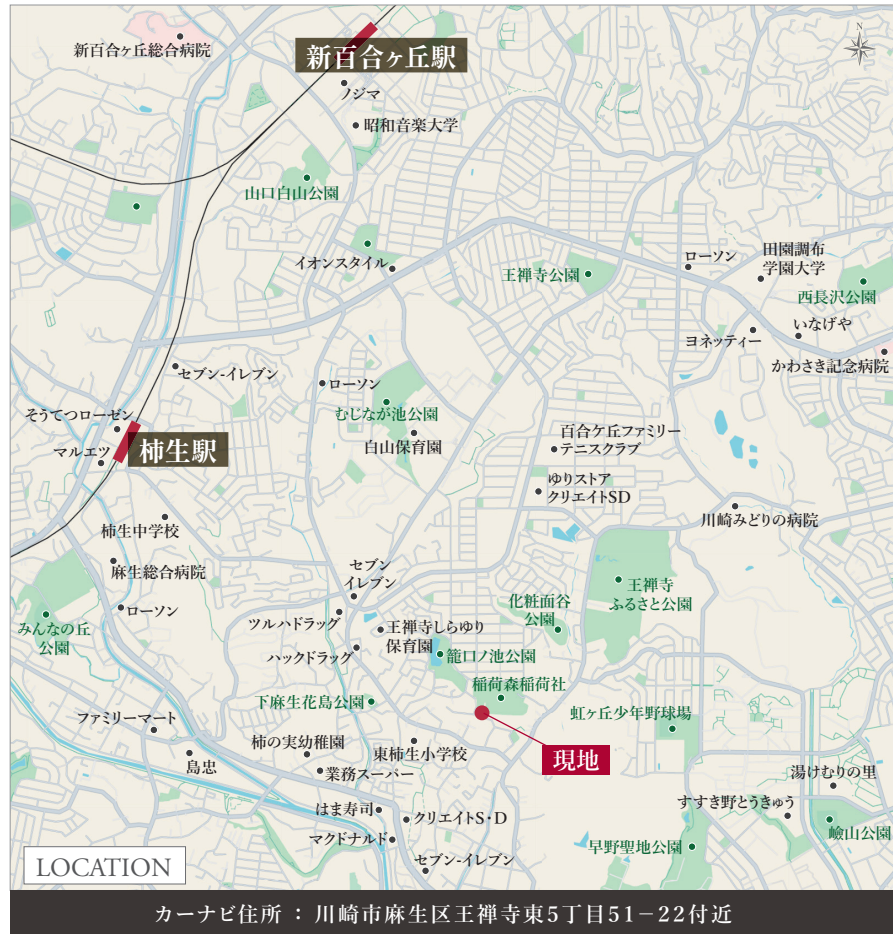 N
新百合ヶ丘総合病院
新百合ヶ丘駅
ノジマ
昭和音楽大学
山口白山公園
イオンスタイル
王禅寺公園
ローソン
田園調布
学園大学
西長沢公園
いなげや
ヨネッティー
かわさき記念病院
セブン-イレブン
ローソン
そうてつローゼン
むじなが池公園
マルエツ
柿生駅
白山保育園
百合ケ丘ファミリー
テニスクラブ
ゆりストア
クリエイトSD
川崎みどりの病院
柿生中学校
麻生総合病院
セブン
イレブン
王禅寺
ふるさと公園
化粧面谷
公園
ローソン
ツルハドラッグ
王禅寺しらゆり
保育園
みんなの丘
公園
ハックドラッグ
籠口ノ池公園
稲荷森稲荷社
下麻生花島公園
虹ヶ丘少年野球場
ファミリーマート
柿の実幼稚園
東柿生小学校
現地
島忠
業務スーパー
湯けむりの里
すすき野とうきゅう
はま寿司
クリエイトS・D
マクドナルド
早野聖地公園
嶮山公園
セブン-イレブン
LOCATION
カーナビ住所 : 川崎市麻生区王禅寺東5丁目51−22付近